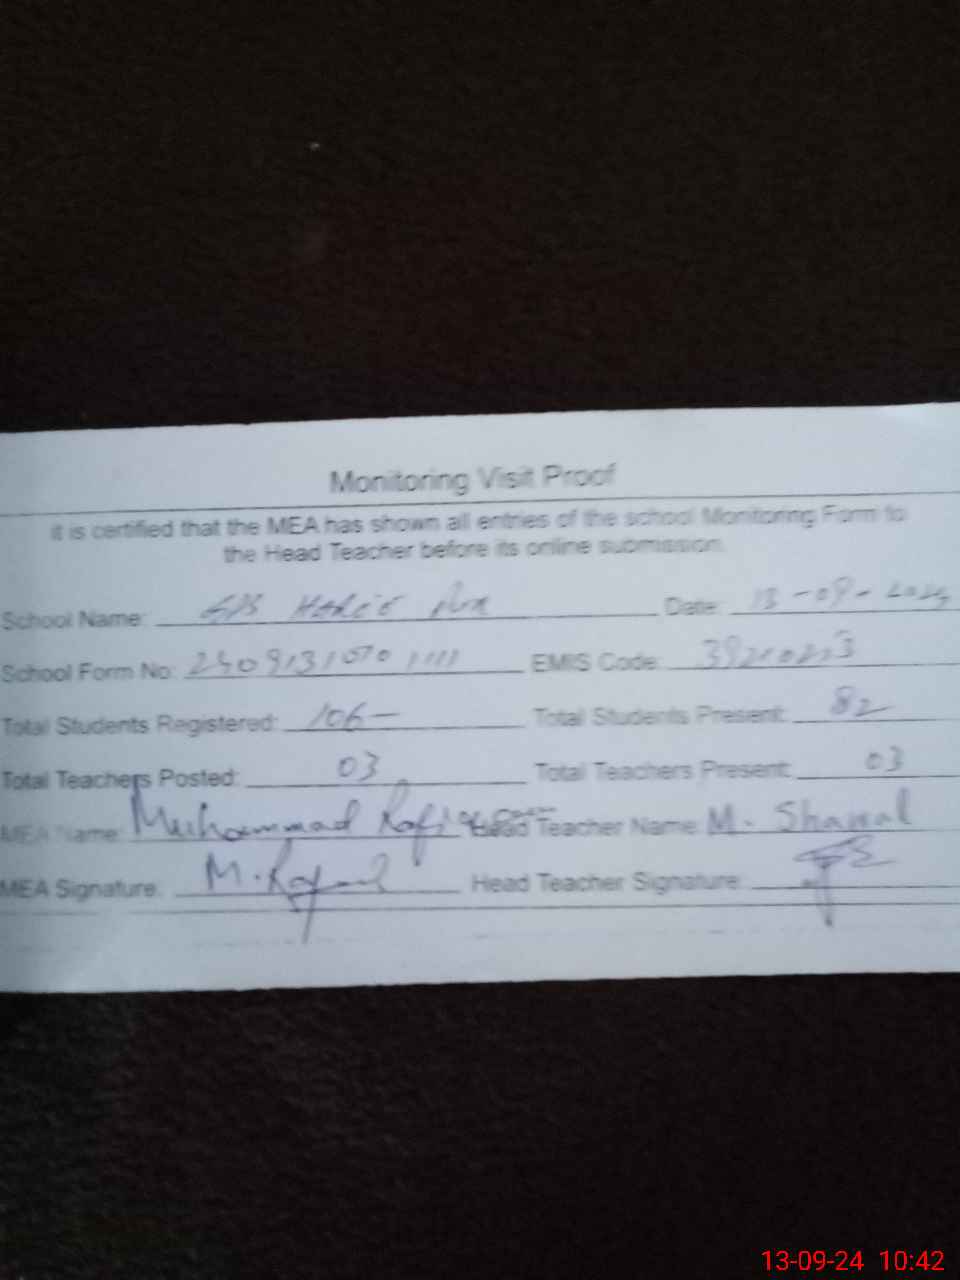 Monitoring Visit Proof
it is certified that the MEA has shown all entries of the school Monitoring Form to
the Head Teacher before its online submission.
School Name: GPS Date: 13-09-2024
School Form No: EMIS Code:
Total Students Registered: 106- Total Students Present: 82
Total Teachers Posted: 03 Total Teachers Present: 03
MEA Name: Muhammad Head Teacher Name: M. Shawal
MEA Signature: M. Head Teacher Signature:
13-09-24 10:42